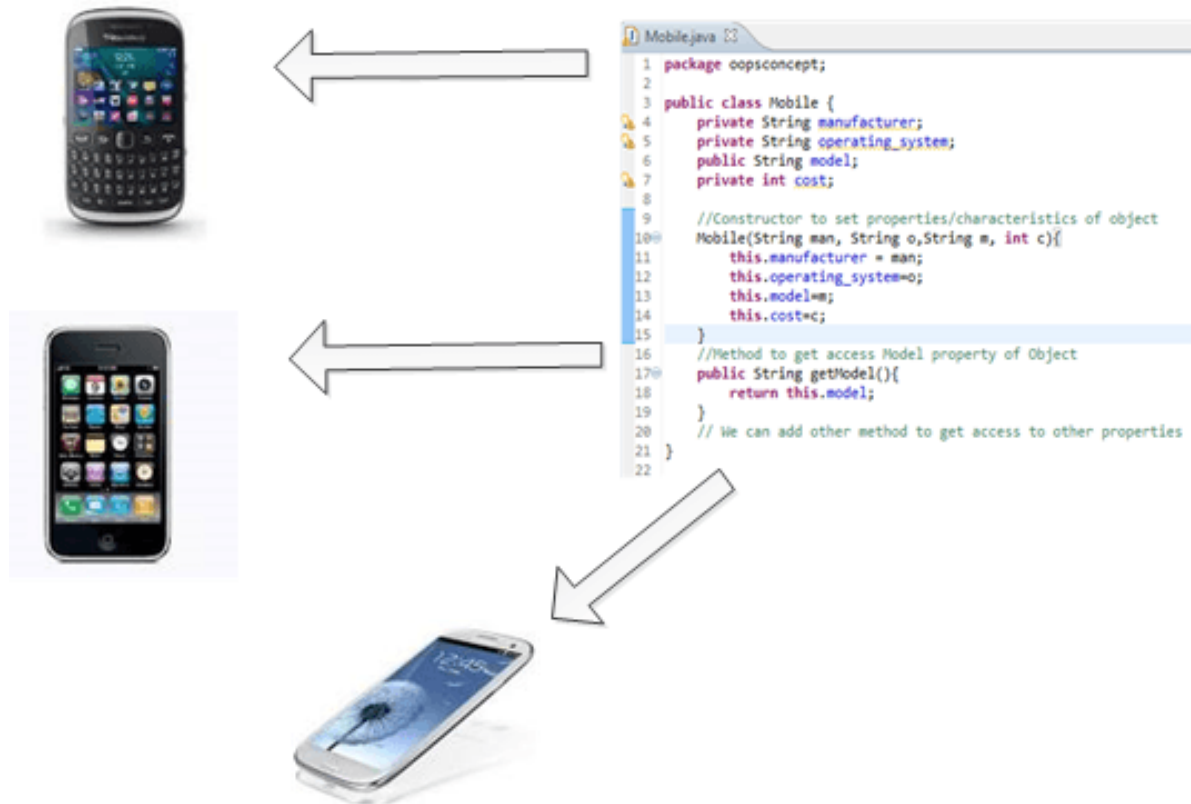 BlackBerry
Mobile.java
1 package oopsconcept;
2
3 public class Mobile {
4 private String manufacturer;
5 private String operating_system;
6 public String model;
7 private int cost;
8
9 //Constructor to set properties/characteristics of object
10 Mobile(String man, String o,String m, int c){
11 this.manufacturer = man;
12 this.operating_system=o;
13 this.model=m;
14 this.cost=c;
15 }
16 //Method to get access Model property of Object
17 public String getModel(){
18 return this.model;
19 }
20 // We can add other method to get access to other properties
21 }
22
12:45